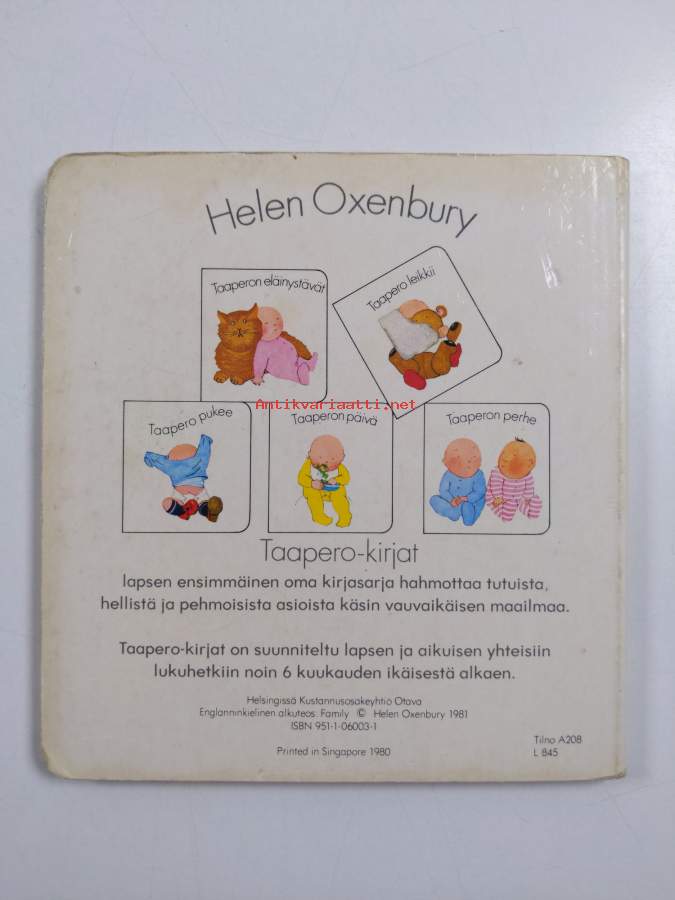 Helen Oxenbury
Taaperon eläinystävät
Taapero leikkii
Antikvariaatti.net
Taapero pukee
Taaperon päivä
Taaperon perhe
Taapero-kirjat
lapsen ensimmäinen oma kirjasarja hahmottaa tutuista,
hellistä ja pehmoisista asioista käsin vauvaikäisen maailmaa.
Taapero-kirjat on suunniteltu lapsen ja aikuisen yhteisiin
lukuhetkiin noin 6 kuukauden ikäisestä alkaen.
Helsingissä Kustannusosakeyhtiö Otava
Englanninkielinen alkuteos: Family © Helen Oxenbury 1981
ISBN 951-1-06003-1
Printed in Singapore 1980
Tilno A208
L 845